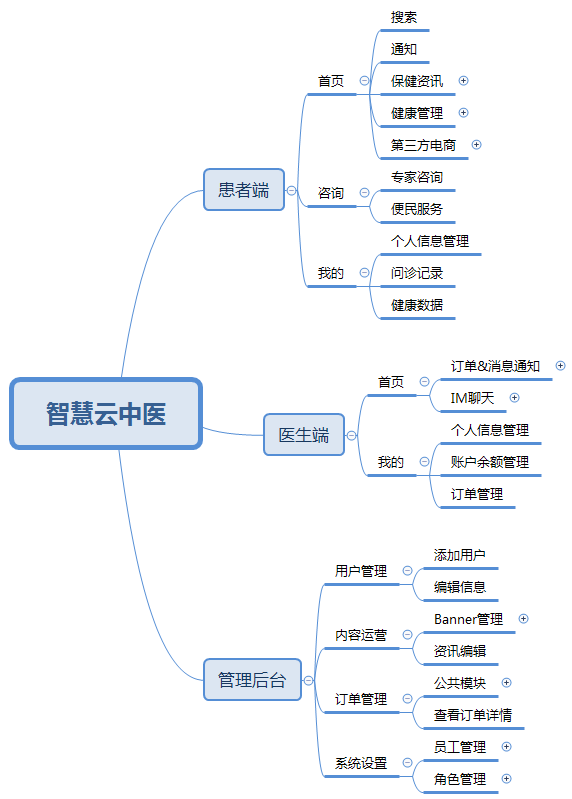 智慧云中医
患者端
首页
搜索
通知
保健资讯
健康管理
第三方电商
咨询
专家咨询
便民服务
我的
个人信息管理
问诊记录
健康数据
医生端
首页
订单&消息通知
IM聊天
我的
个人信息管理
账户余额管理
订单管理
管理后台
用户管理
添加用户
编辑信息
内容运营
Banner管理
资讯编辑
订单管理
公共模块
查看订单详情
系统设置
员工管理
角色管理